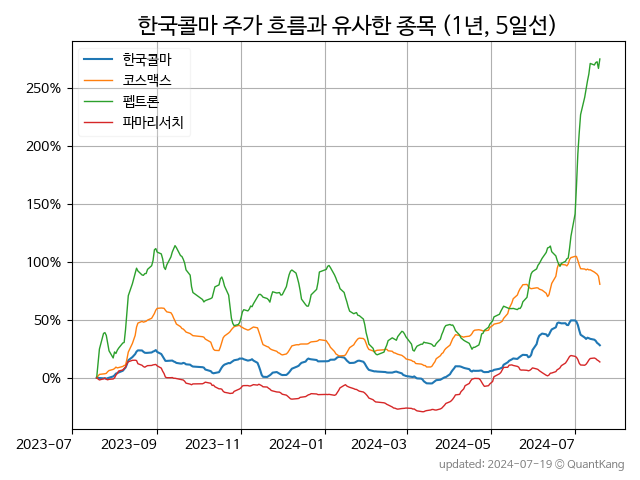 한국콜마 주가 흐름과 유사한 종목 (1년, 5일선)
한국콜마
코스맥스
펩트론
파마리서치
250%
200%
150%
100%
50%
0%
2023-07 2023-09 2023-11 2024-01 2024-03 2024-05 2024-07
updated: 2024-07-19 © QuantKang